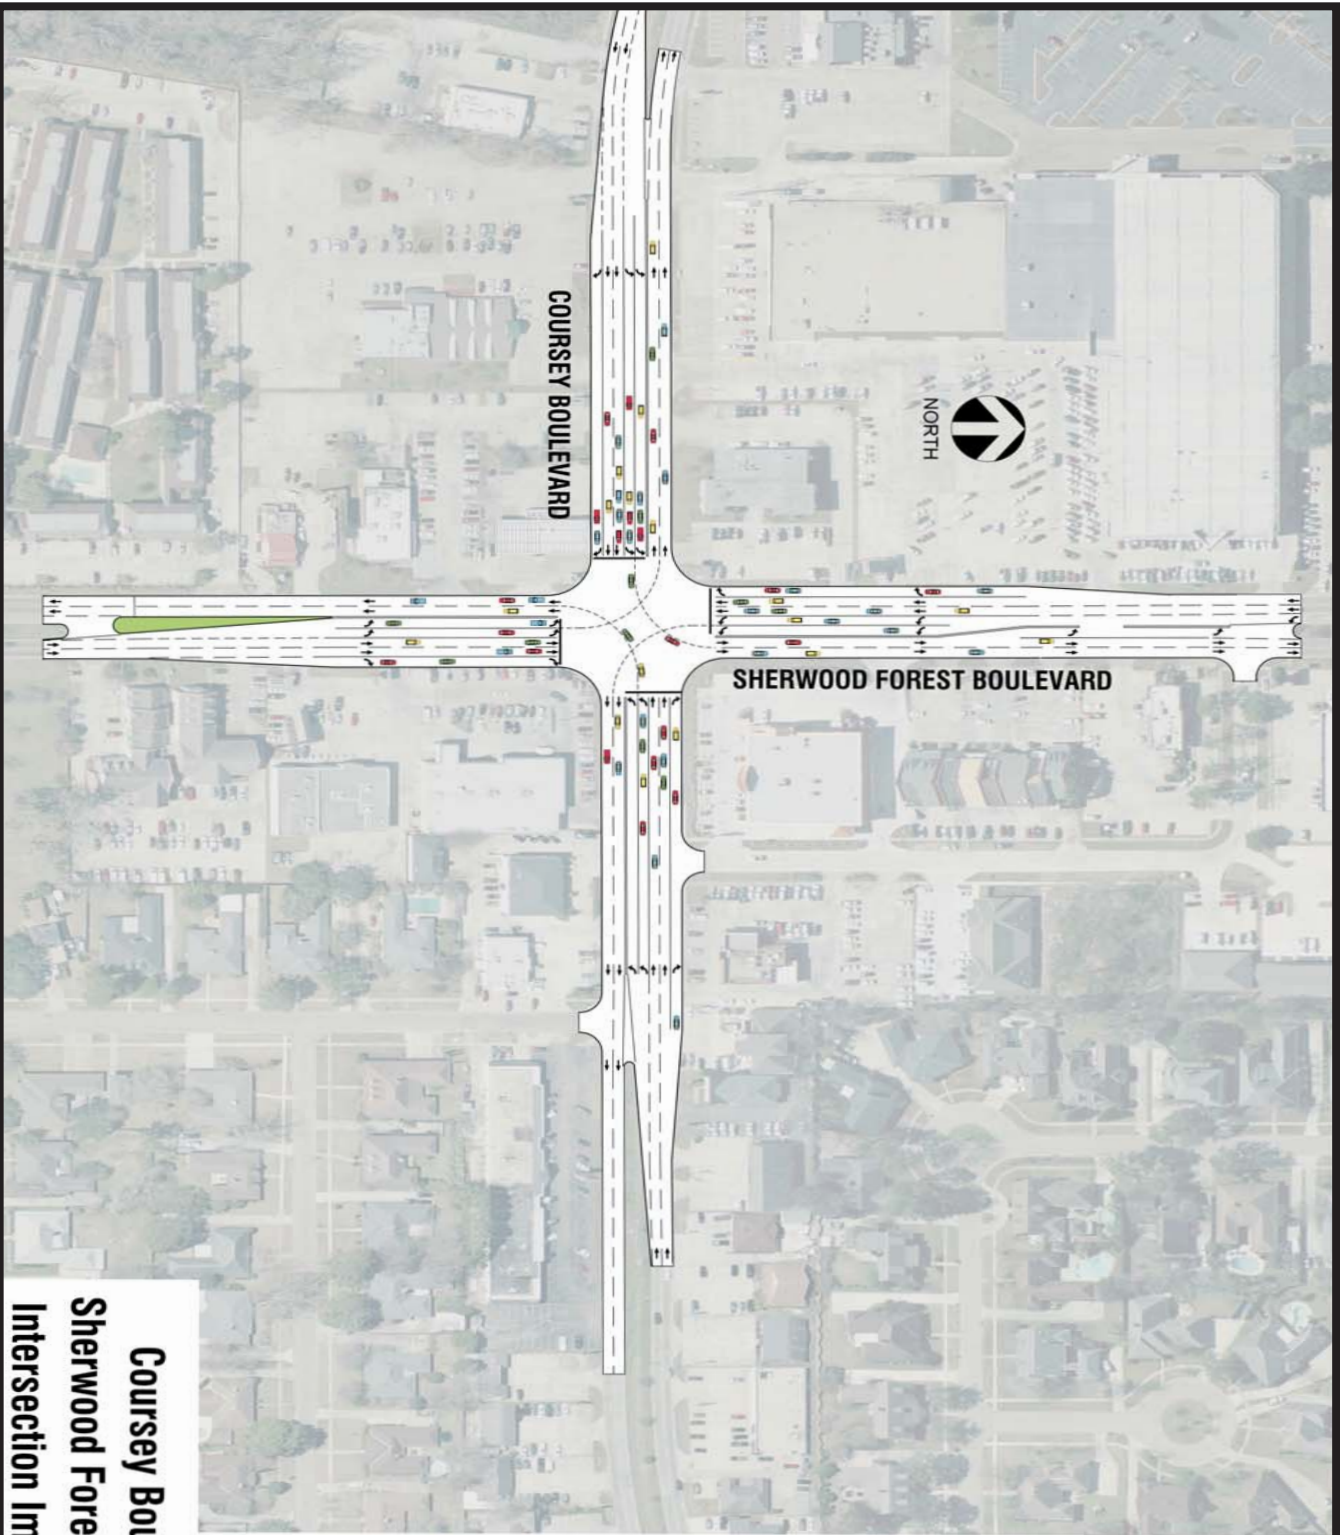 COURSEY BOULEVARD
NORTH
SHERWOOD FOREST BOULEVARD
Coursey Bou
Sherwood Fore
Intersection Im